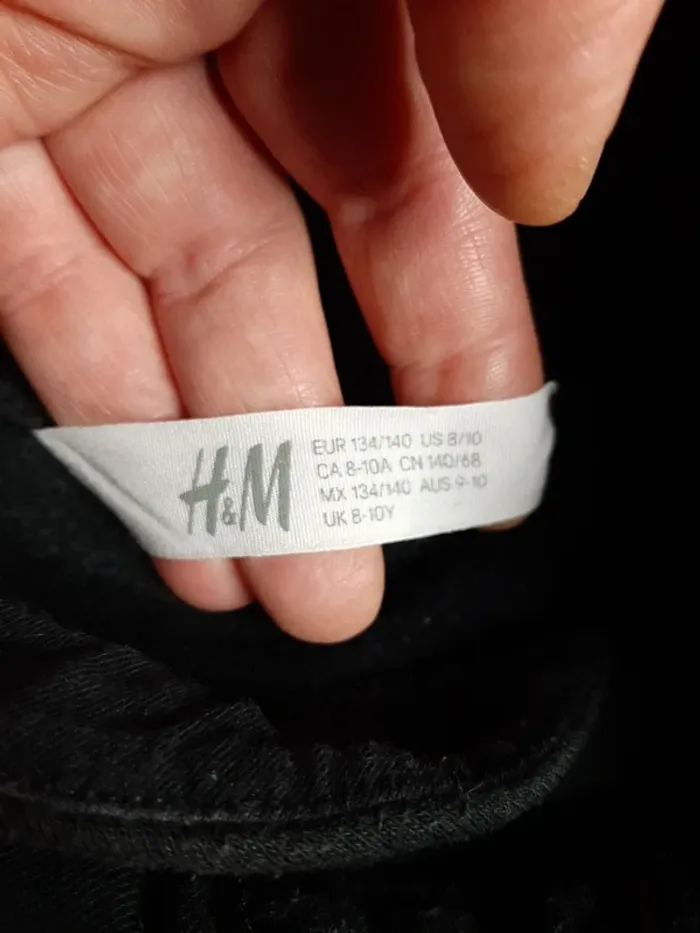 H&M
EUR 134/140 US 8/10
CA 8-10A CN 140/68
MX 134/140 AUS 9-10
UK 8-10Y